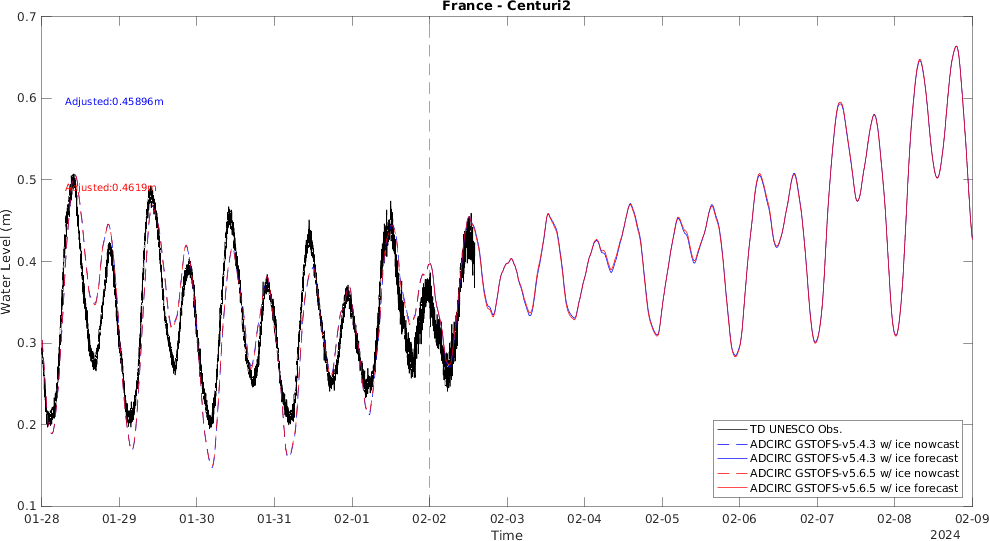 France - Centuri2
0.7
0.6
0.5
0.4
0.3
0.2
0.1
Water Level (m)
Adjusted:0.45896m
Adjusted:0.4619m
TD UNESCO Obs.
ADCIRC GSTOFS-v5.4.3 w/ ice nowcast
ADCIRC GSTOFS-v5.4.3 w/ ice forecast
ADCIRC GSTOFS-v5.6.5 w/ ice nowcast
ADCIRC GSTOFS-v5.6.5 w/ ice forecast
01-28 01-29 01-30 01-31 02-01 02-02 02-03 02-04 02-05 02-06 02-07 02-08 02-09
Time
2024